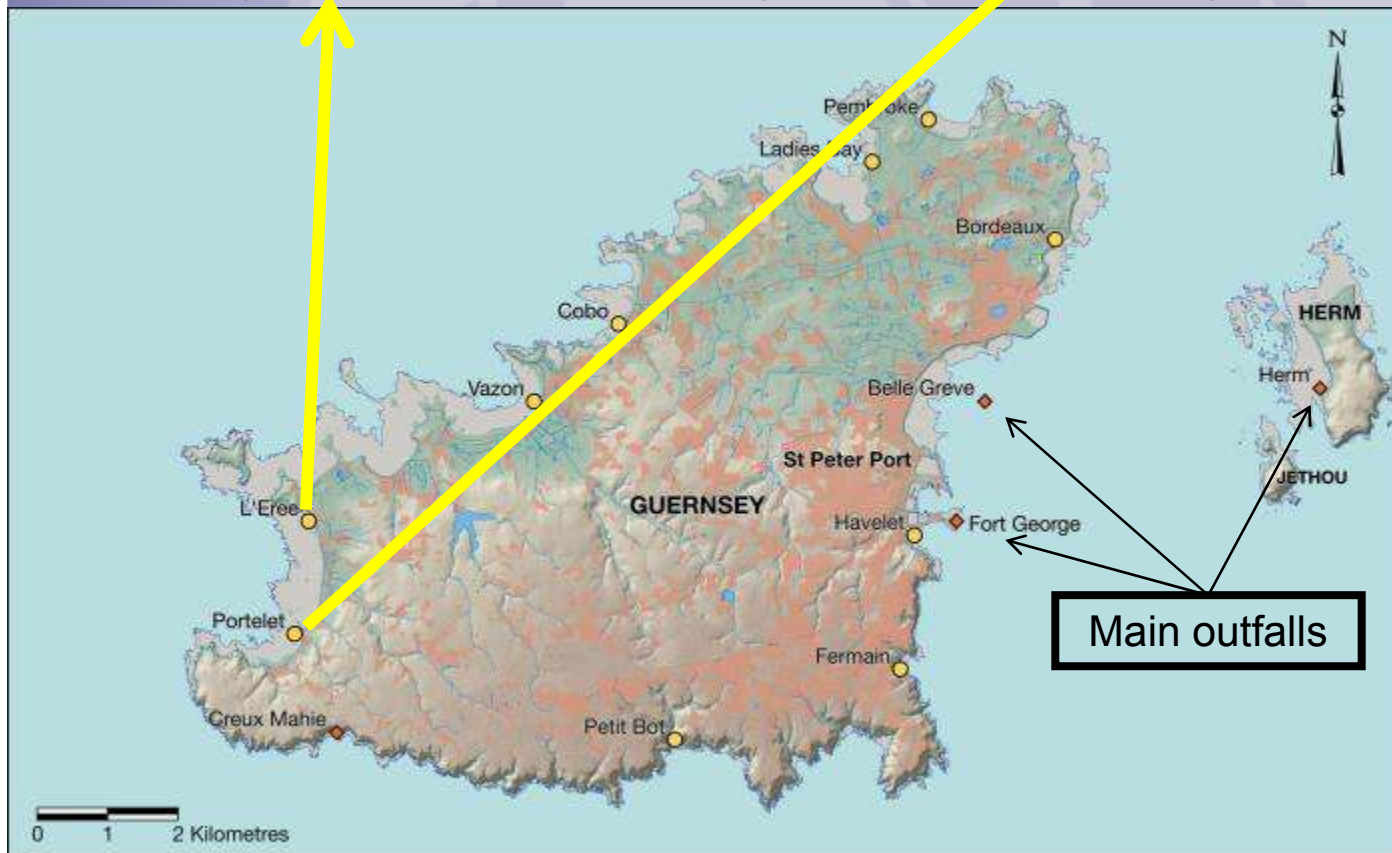 N
Pembroke
Ladies Bay
Bordeaux
Cobo
HERM
Herm
Vazon
Belle Greve
St Peter Port
JETHOU
GUERNSEY
L'Eree
Havelet
Fort George
Portelet
Main outfalls
Fermain
Creux Mahie
Petit Bot
0 1 2 Kilometres